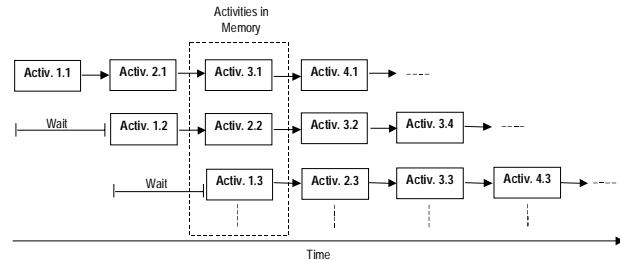 Activities in
Memory
Activ. 1.1
Activ. 2.1
Activ. 3.1
Activ. 4.1
Wait
Activ. 1.2
Activ. 2.2
Activ. 3.2
Activ. 3.4
Wait
Activ. 1.3
Activ. 2.3
Activ. 3.3
Activ. 4.3
Time